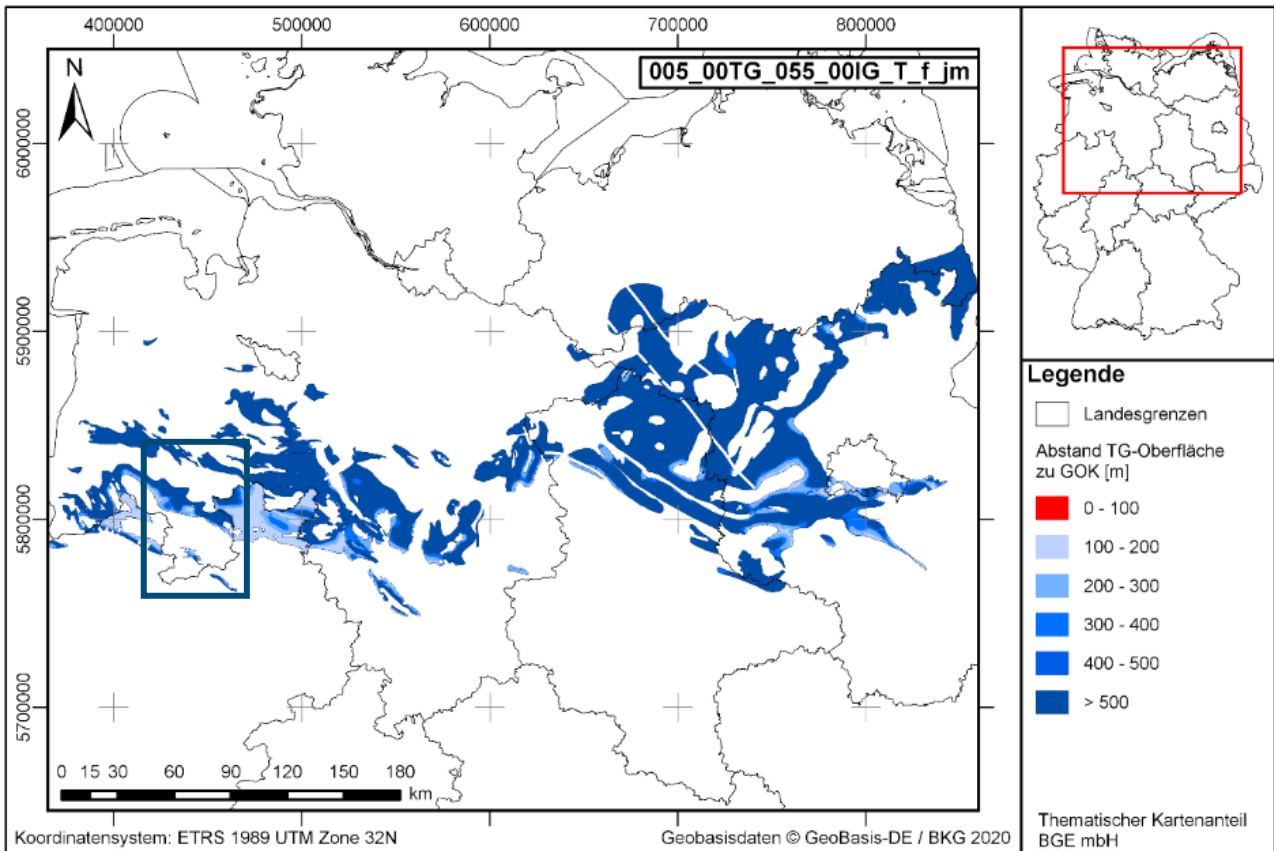 400000 500000 600000 700000 800000
N
005_00TG_055_00IG_T_f_jm
6000000
5900000
5800000
5700000
0 15 30 60 90 120 150 180
km
Koordinatensystem: ETRS 1989 UTM Zone 32N
Geobasisdaten © GeoBasis-DE / BKG 2020
Legende
Landesgrenzen
Abstand TG-Oberfläche
zu GOK [m]
0 - 100
100 - 200
200 - 300
300 - 400
400 - 500
> 500
Thematischer Kartenanteil
BGE mbH